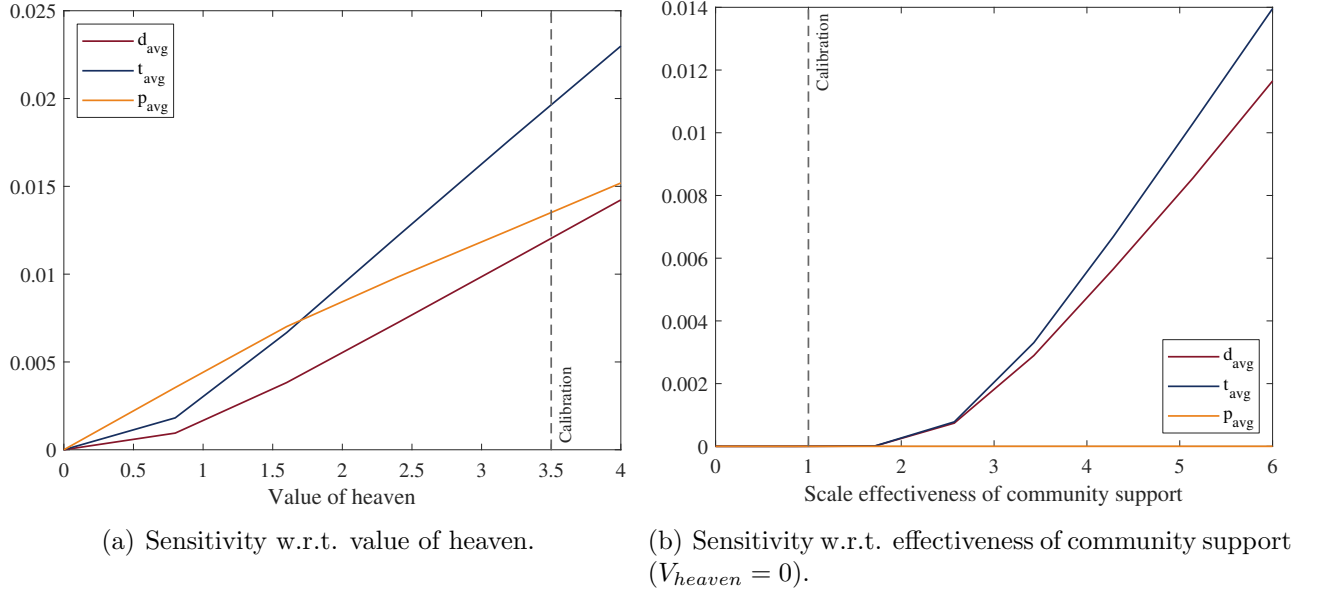 0.025
0.02
0.015
0.01
0.005
0
d_avg
t_avg
p_avg
Calibration
0 0.5 1 1.5 2 2.5 3 3.5 4
Value of heaven
(a) Sensitivity w.r.t. value of heaven.
0.014
0.012
0.01
0.008
0.006
0.004
0.002
0
Calibration
d_avg
t_avg
p_avg
0 1 2 3 4 5 6
Scale effectiveness of community support
(b) Sensitivity w.r.t. effectiveness of community support
(V_heaven = 0).